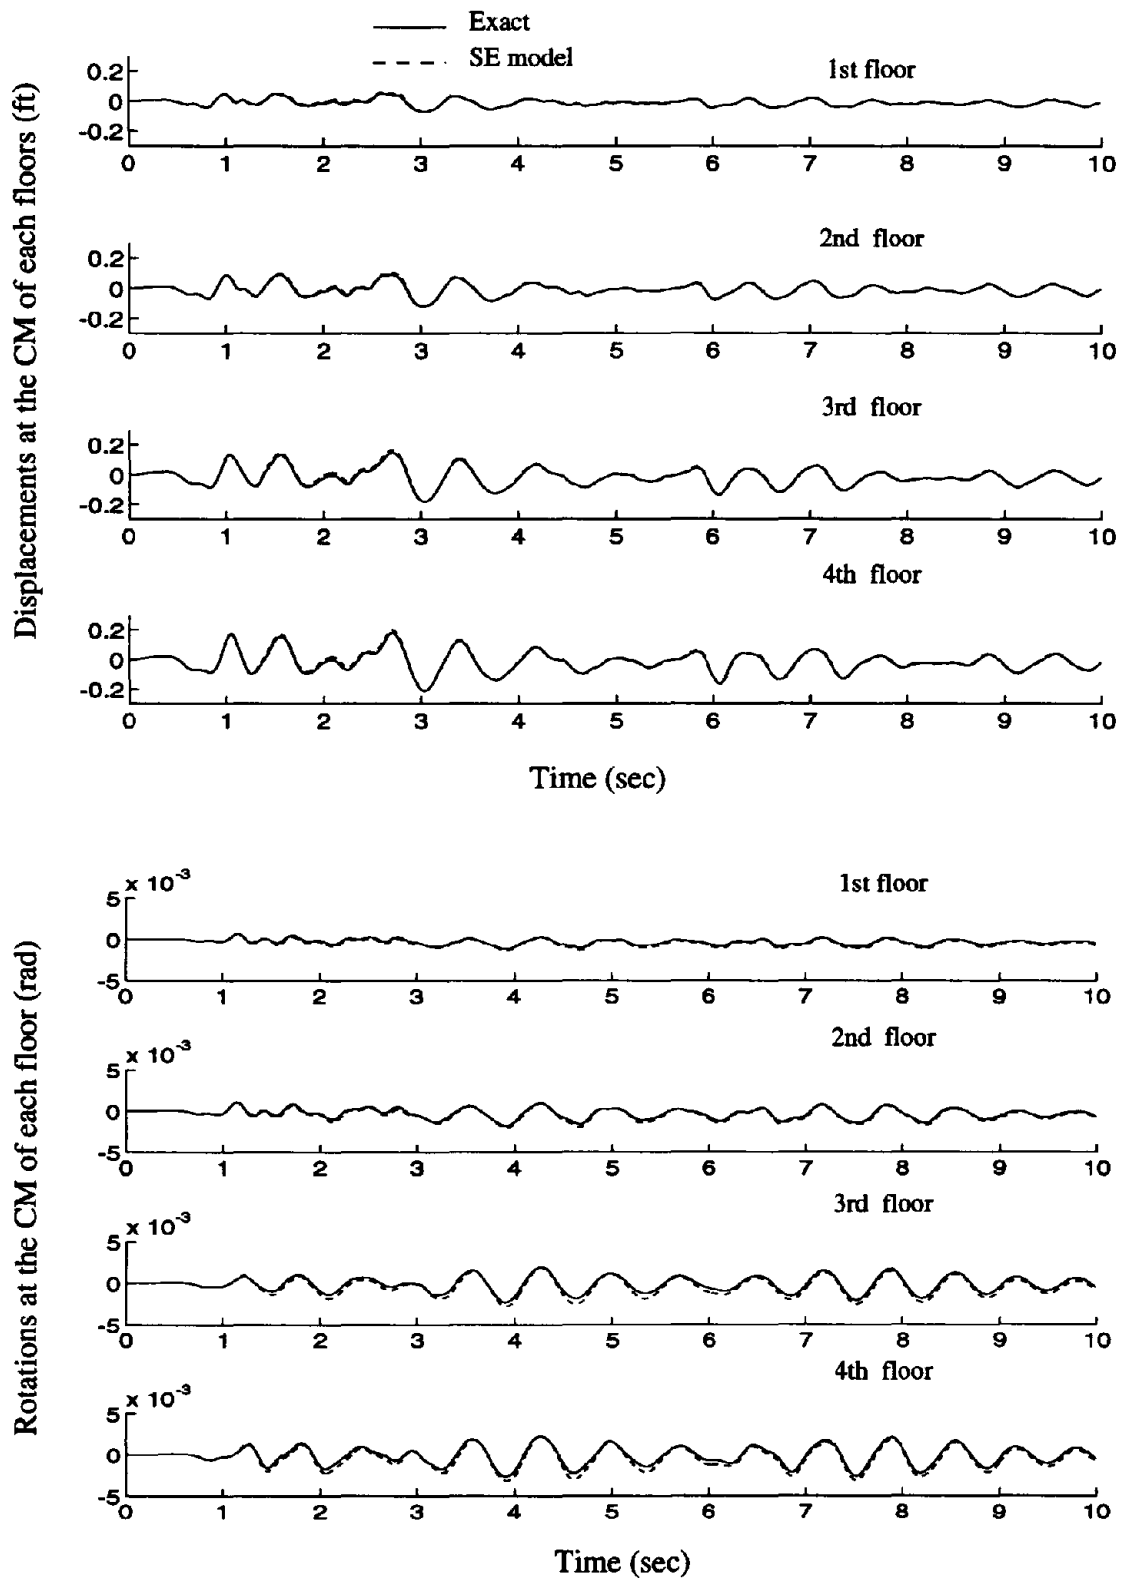 Exact
SE model
Displacements at the CM of each floors (ft)
1st floor
0.2
0
-0.2
0 1 2 3 4 5 6 7 8 9 10
2nd floor
0.2
0
-0.2
0 1 2 3 4 5 6 7 8 9 10
3rd floor
0.2
0
-0.2
0 1 2 3 4 5 6 7 8 9 10
4th floor
0.2
0
-0.2
0 1 2 3 4 5 6 7 8 9 10
Time (sec)
Rotations at the CM of each floor (rad)
x 10-3
1st floor
5
0
-5
0 1 2 3 4 5 6 7 8 9 10
x 10-3
2nd floor
5
0
-5
0 1 2 3 4 5 6 7 8 9 10
x 10-3
3rd floor
5
0
-5
0 1 2 3 4 5 6 7 8 9 10
x 10-3
4th floor
5
0
-5
0 1 2 3 4 5 6 7 8 9 10
Time (sec)